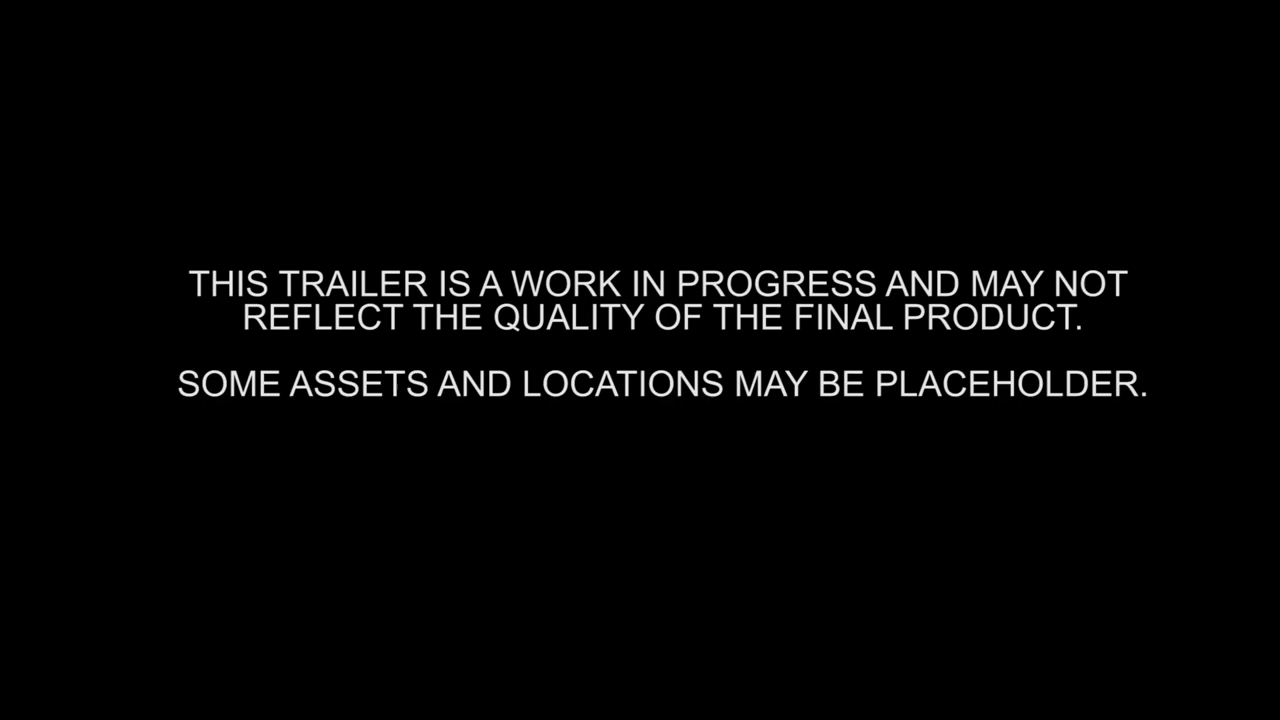 THIS TRAILER IS A WORK IN PROGRESS AND MAY NOT
REFLECT THE QUALITY OF THE FINAL PRODUCT.
SOME ASSETS AND LOCATIONS MAY BE PLACEHOLDER.